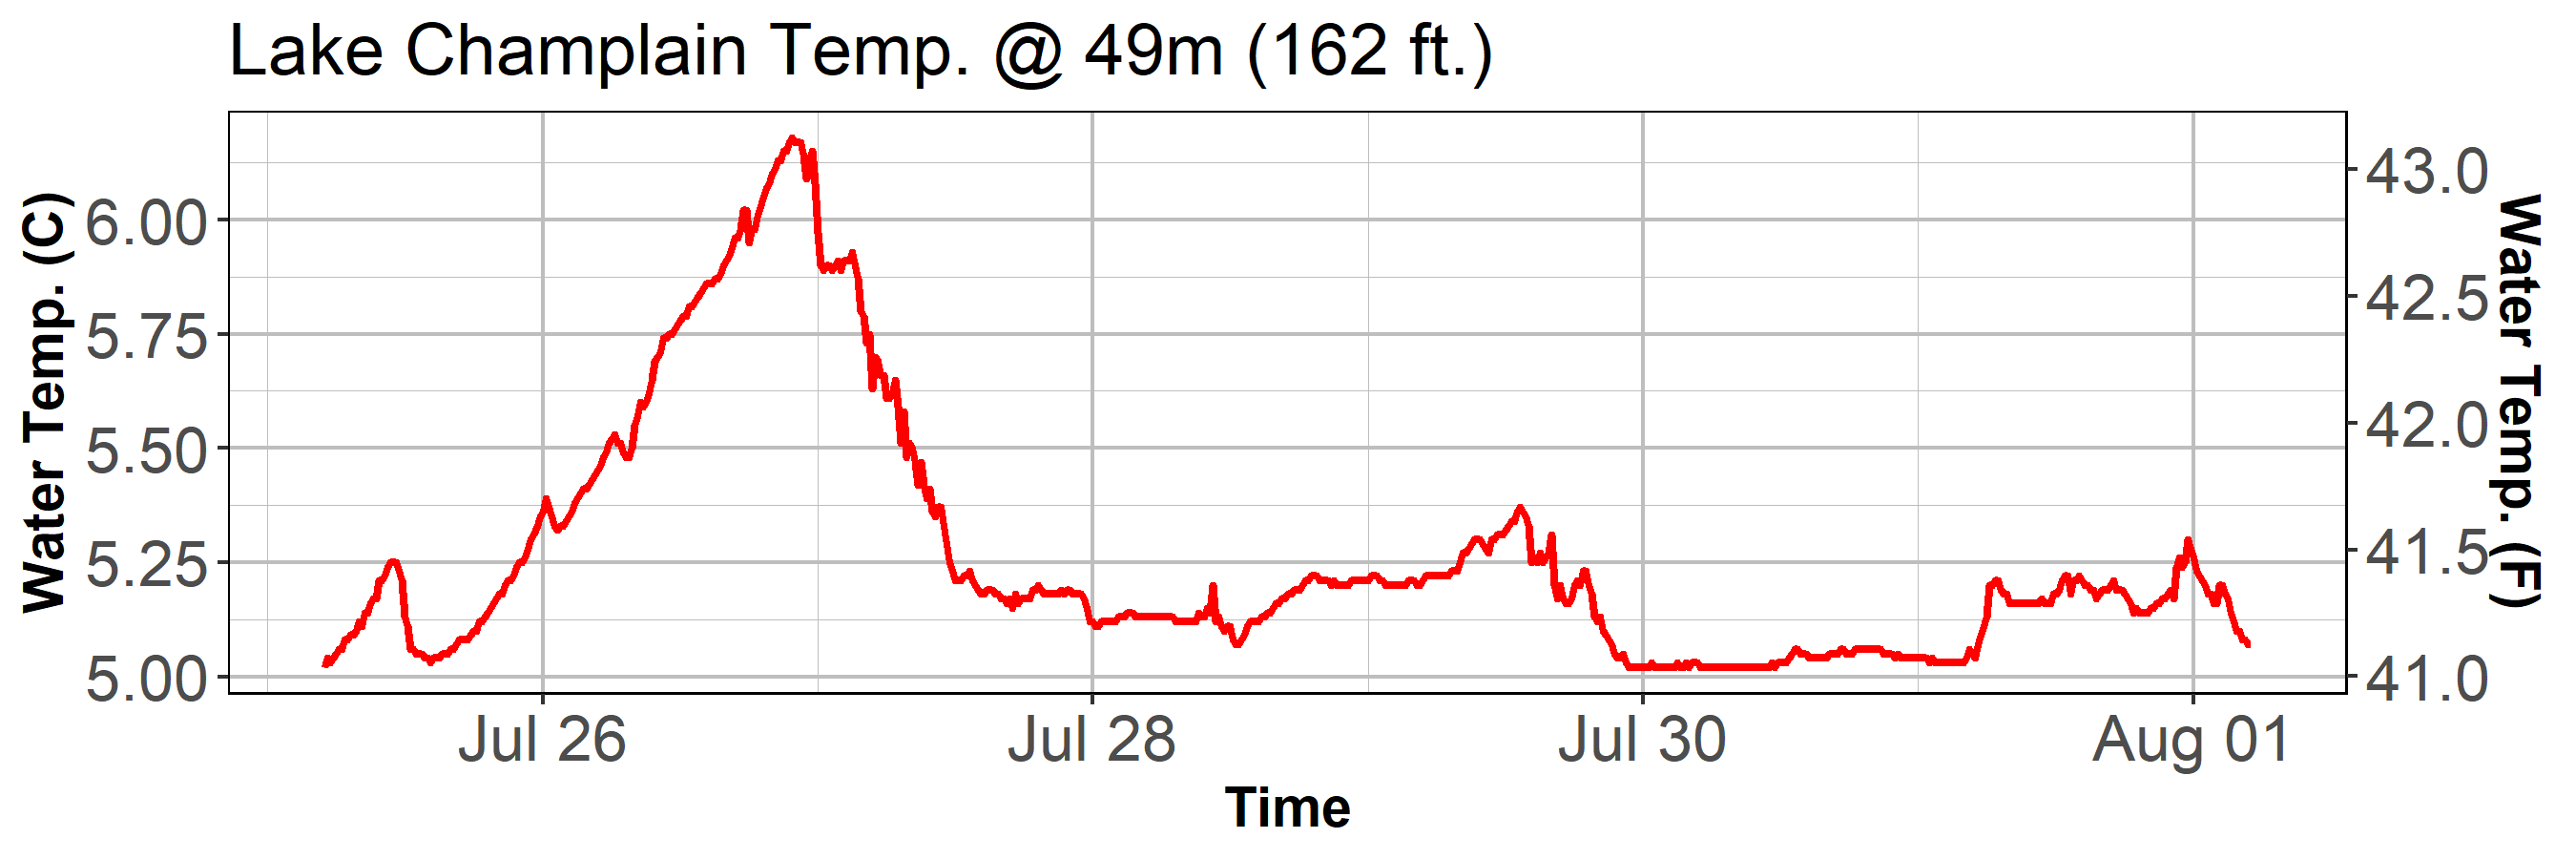 Lake Champlain Temp. @ 49m (162 ft.)
Water Temp. (C)
6.00
5.75
5.50
5.25
5.00
43.0
42.5
42.0
41.5
41.0
Water Temp. (F)
Jul 26 Jul 28 Jul 30 Aug 01
Time